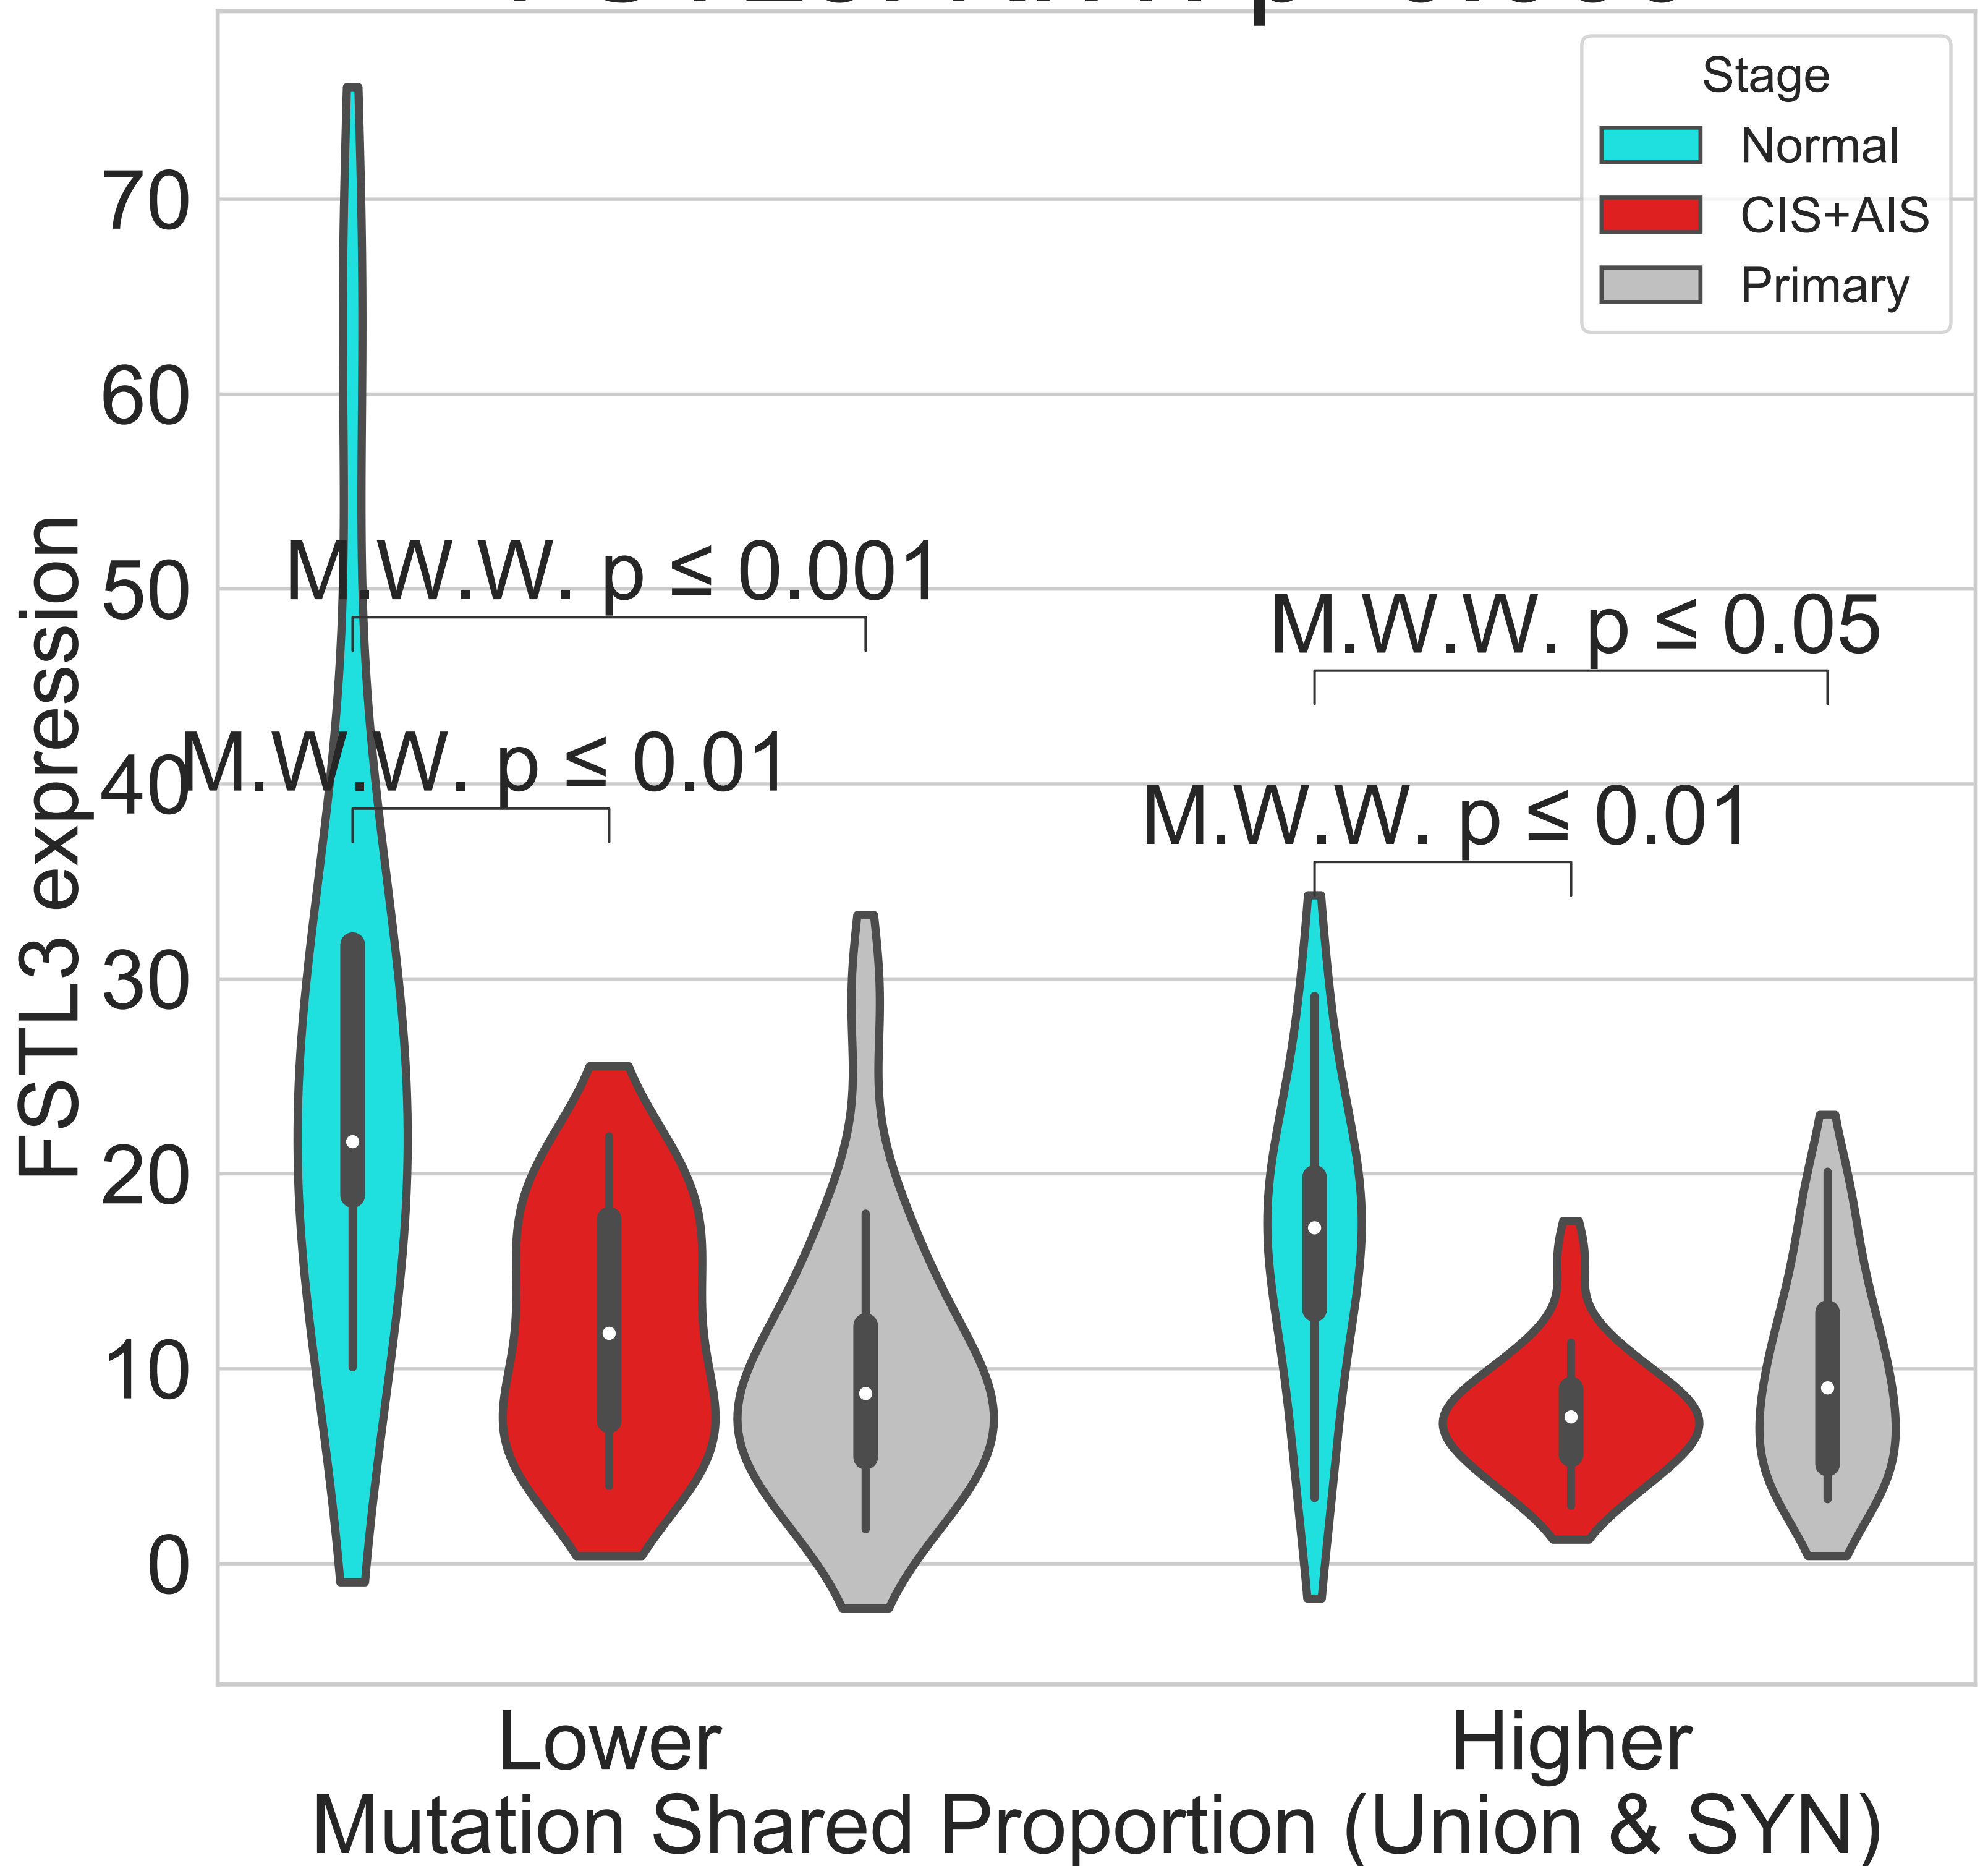 Stage
Normal
CIS+AIS
Primary
70
60
50
40
30
20
10
0
FSTL3 expression
M.W.W. p ≤ 0.001
M.W.W. p ≤ 0.05
M.W.W. p ≤ 0.01
M.W.W. p ≤ 0.01
Lower
Higher
Mutation Shared Proportion (Union & SYN)